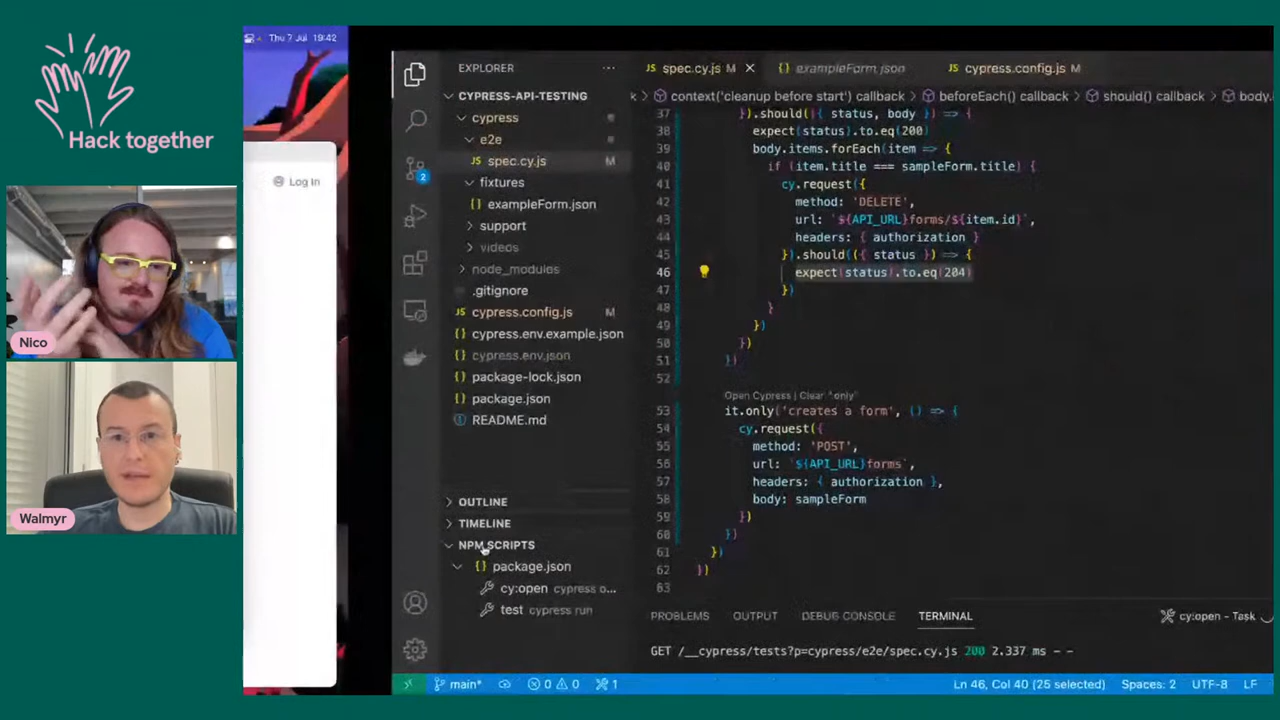 Hack together
Nico
Walmyr
Thu 7 Jul 19:42
Log in
EXPLORER
CYPRESS-API-TESTING
cypress
e2e
spec.cy.js M
fixtures
exampleForm.json
support
videos
node_modules
.gitignore
cypress.config.js M
cypress.env.example.json
cypress.env.json
package-lock.json
package.json
README.md
OUTLINE
TIMELINE
NPM SCRIPTS
package.json
cy:open cypress o...
test cypress run
2
spec.cy.js M
exampleForm.json
cypress.config.js M
context('cleanup before start') callback > beforeEach() callback > should() callback > body.
37 }).should(({ status, body }) => {
38 expect(status).to.eq(200)
39 body.items.forEach(item => {
40 if (item.title === sampleForm.title) {
41 cy.request({
42 method: 'DELETE',
43 url: `${API_URL}forms/${item.id}`,
44 headers: { authorization }
45 }).should(({ status }) => {
46 expect(status).to.eq(204)
47 })
48 }
49 })
50 })
51 })
52
Open Cypress | Clear ".only"
53 it.only('creates a form', () => {
54 cy.request({
55 method: 'POST',
56 url: `${API_URL}forms`,
57 headers: { authorization },
58 body: sampleForm
59 })
60 })
61 })
62 })
63
PROBLEMS OUTPUT DEBUG CONSOLE TERMINAL cy:open - Task
GET /__cypress/tests?p=cypress/e2e/spec.cy.js 200 2.337 ms - -
main* 0 0 1 Ln 46, Col 40 (25 selected) Spaces: 2 UTF-8 LF